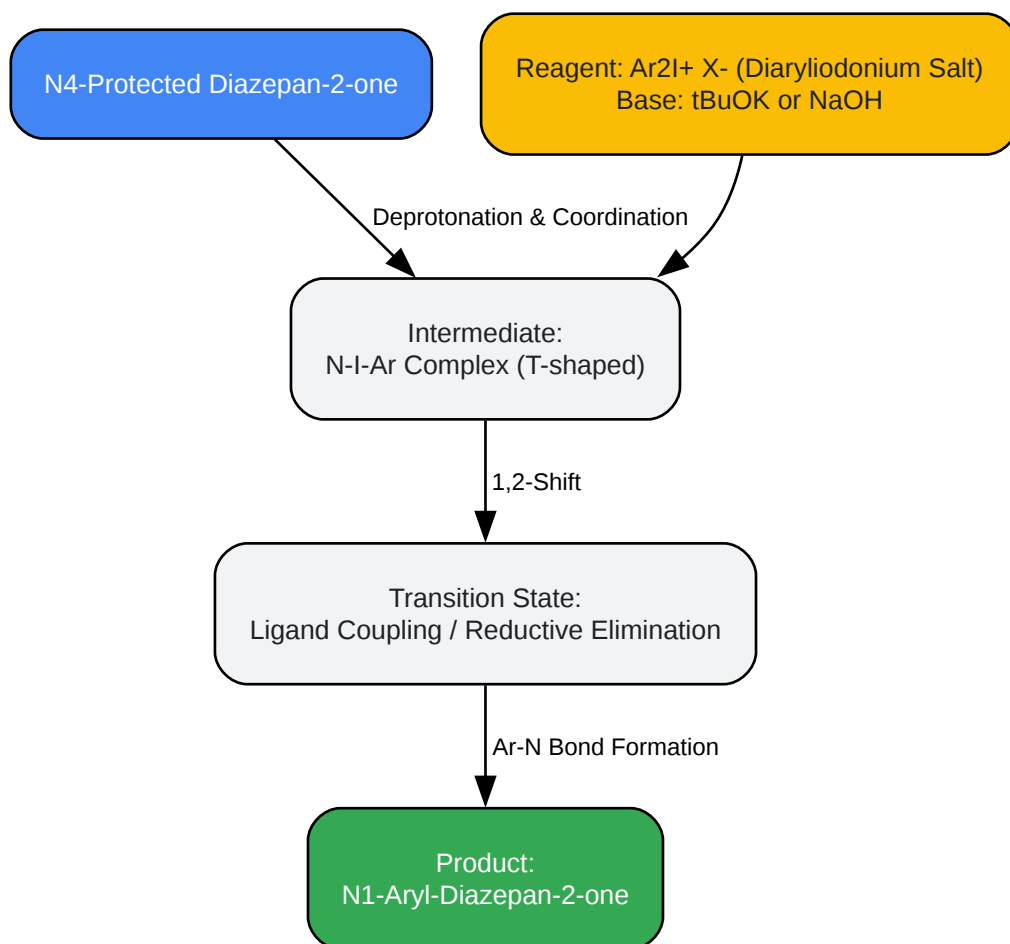 N4-Protected Diazepan-2-one
Reagent: Ar2I+ X- (Diaryliodonium Salt)
Base: tBuOK or NaOH
Deprotonation & Coordination
Intermediate:
N-I-Ar Complex (T-shaped)
1,2-Shift
Transition State:
Ligand Coupling / Reductive Elimination
Ar-N Bond Formation
Product:
N1-Aryl-Diazepan-2-one